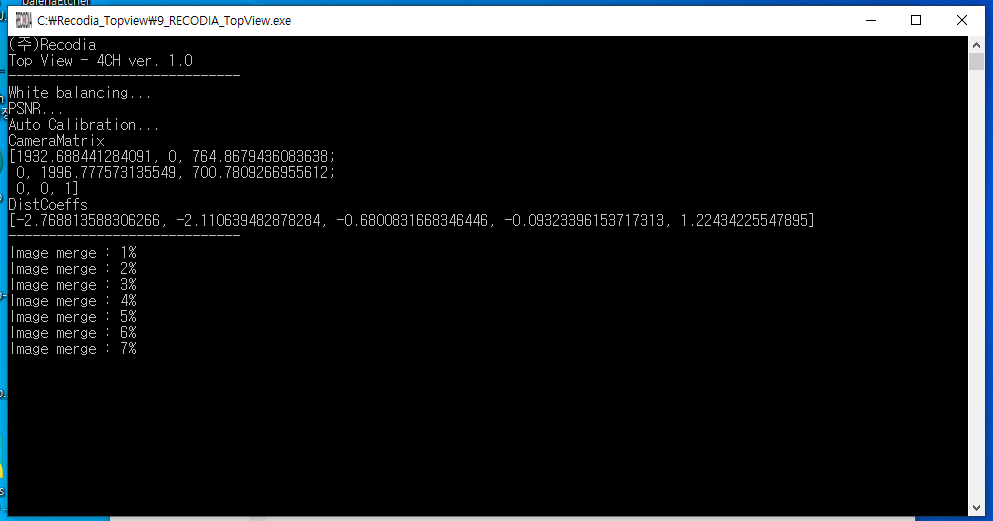 balenaEtcher
RECODIA C:₩Recodia_Topview₩9_RECODIA_TopView.exe
(주)Recodia
Top View - 4CH ver. 1.0
-----------------------------
White balancing...
PSNR...
Auto Calibration...
CameraMatrix
[1932.688441284091, 0, 764.8679436083638;
0, 1996.777573135549, 700.7809266955612;
0, 0, 1]
DistCoeffs
[-2.768813588306266, -2.110639482878284, -0.6800831668346446, -0.09323396153717313, 1.22434225547895]
-----------------------------
Image merge : 1%
Image merge : 2%
Image merge : 3%
Image merge : 4%
Image merge : 5%
Image merge : 6%
Image merge : 7%